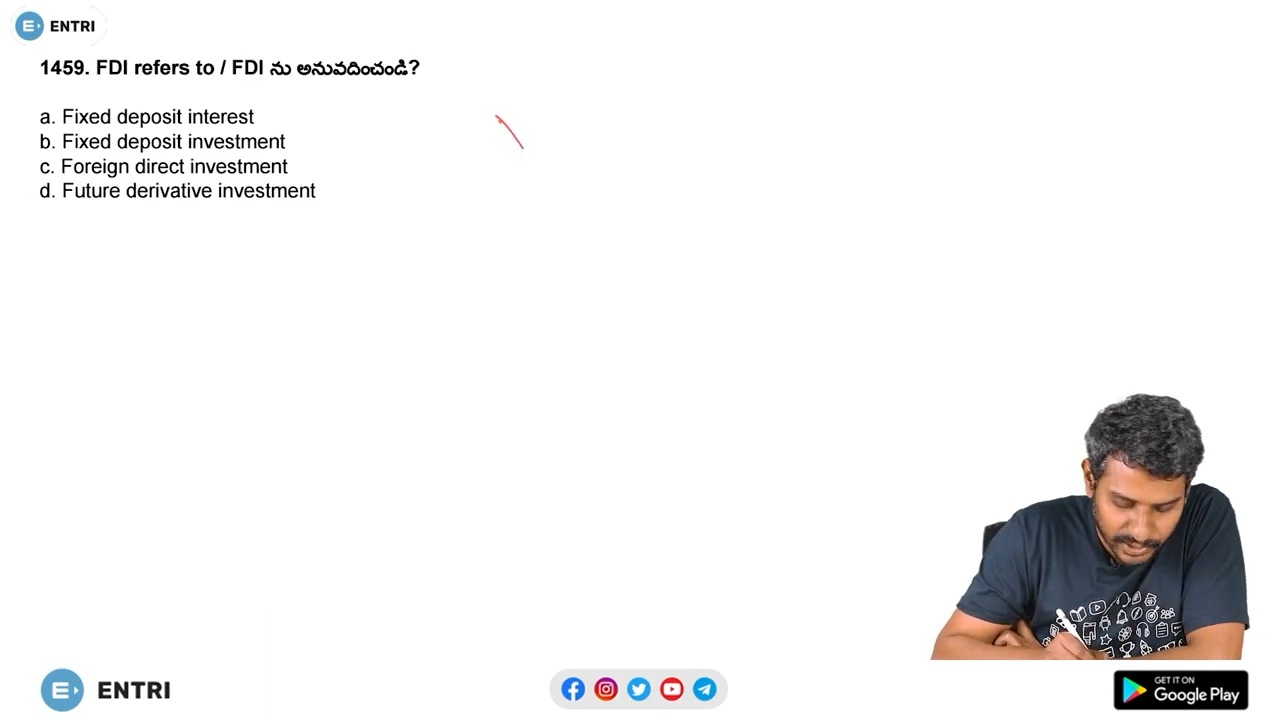 ENTRI
1459. FDI refers to / FDI ను అనువదించండి?
a. Fixed deposit interest
b. Fixed deposit investment
c. Foreign direct investment
d. Future derivative investment
ENTRI
GET IT ON
Google Play